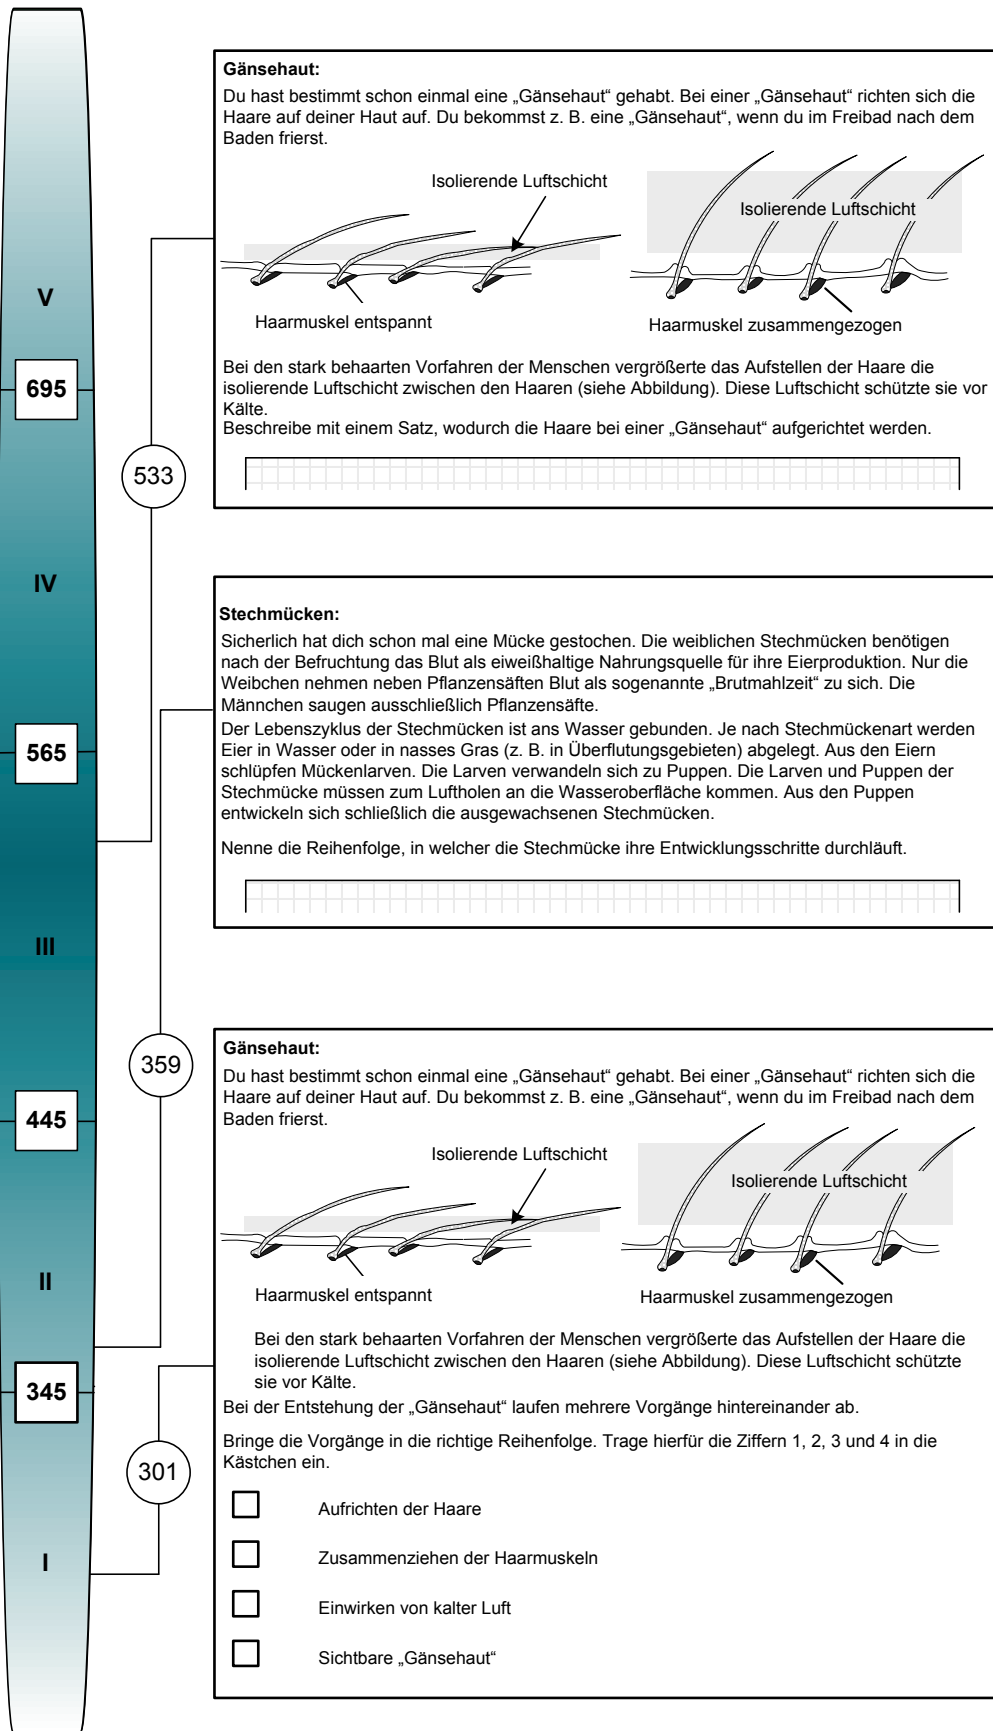 V
695
533
IV
565
III
359
445
II
345
301
I
Gänsehaut:
Du hast bestimmt schon einmal eine „Gänsehaut“ gehabt. Bei einer „Gänsehaut“ richten sich die
Haare auf deiner Haut auf. Du bekommst z. B. eine „Gänsehaut“, wenn du im Freibad nach dem
Baden frierst.
Isolierende Luftschicht
Isolierende Luftschicht
Haarmuskel entspannt
Haarmuskel zusammengezogen
Bei den stark behaarten Vorfahren der Menschen vergrößerte das Aufstellen der Haare die
isolierende Luftschicht zwischen den Haaren (siehe Abbildung). Diese Luftschicht schützte sie vor
Kälte.
Beschreibe mit einem Satz, wodurch die Haare bei einer „Gänsehaut“ aufgerichtet werden.
Stechmücken:
Sicherlich hat dich schon mal eine Mücke gestochen. Die weiblichen Stechmücken benötigen
nach der Befruchtung das Blut als eiweißhaltige Nahrungsquelle für ihre Eierproduktion. Nur die
Weibchen nehmen neben Pflanzensäften Blut als sogenannte „Brutmahlzeit“ zu sich. Die
Männchen saugen ausschließlich Pflanzensäfte.
Der Lebenszyklus der Stechmücken ist ans Wasser gebunden. Je nach Stechmückenart werden
Eier in Wasser oder in nasses Gras (z. B. in Überflutungsgebieten) abgelegt. Aus den Eiern
schlüpfen Mückenlarven. Die Larven verwandeln sich zu Puppen. Die Larven und Puppen der
Stechmücke müssen zum Luftholen an die Wasseroberfläche kommen. Aus den Puppen
entwickeln sich schließlich die ausgewachsenen Stechmücken.
Nenne die Reihenfolge, in welcher die Stechmücke ihre Entwicklungsschritte durchläuft.
Gänsehaut:
Du hast bestimmt schon einmal eine „Gänsehaut“ gehabt. Bei einer „Gänsehaut“ richten sich die
Haare auf deiner Haut auf. Du bekommst z. B. eine „Gänsehaut“, wenn du im Freibad nach dem
Baden frierst.
Isolierende Luftschicht
Isolierende Luftschicht
Haarmuskel entspannt
Haarmuskel zusammengezogen
Bei den stark behaarten Vorfahren der Menschen vergrößerte das Aufstellen der Haare die
isolierende Luftschicht zwischen den Haaren (siehe Abbildung). Diese Luftschicht schützte
sie vor Kälte.
Bei der Entstehung der „Gänsehaut“ laufen mehrere Vorgänge hintereinander ab.
Bringe die Vorgänge in die richtige Reihenfolge. Trage hierfür die Ziffern 1, 2, 3 und 4 in die
Kästchen ein.
Aufrichten der Haare
Zusammenziehen der Haarmuskeln
Einwirken von kalter Luft
Sichtbare „Gänsehaut“